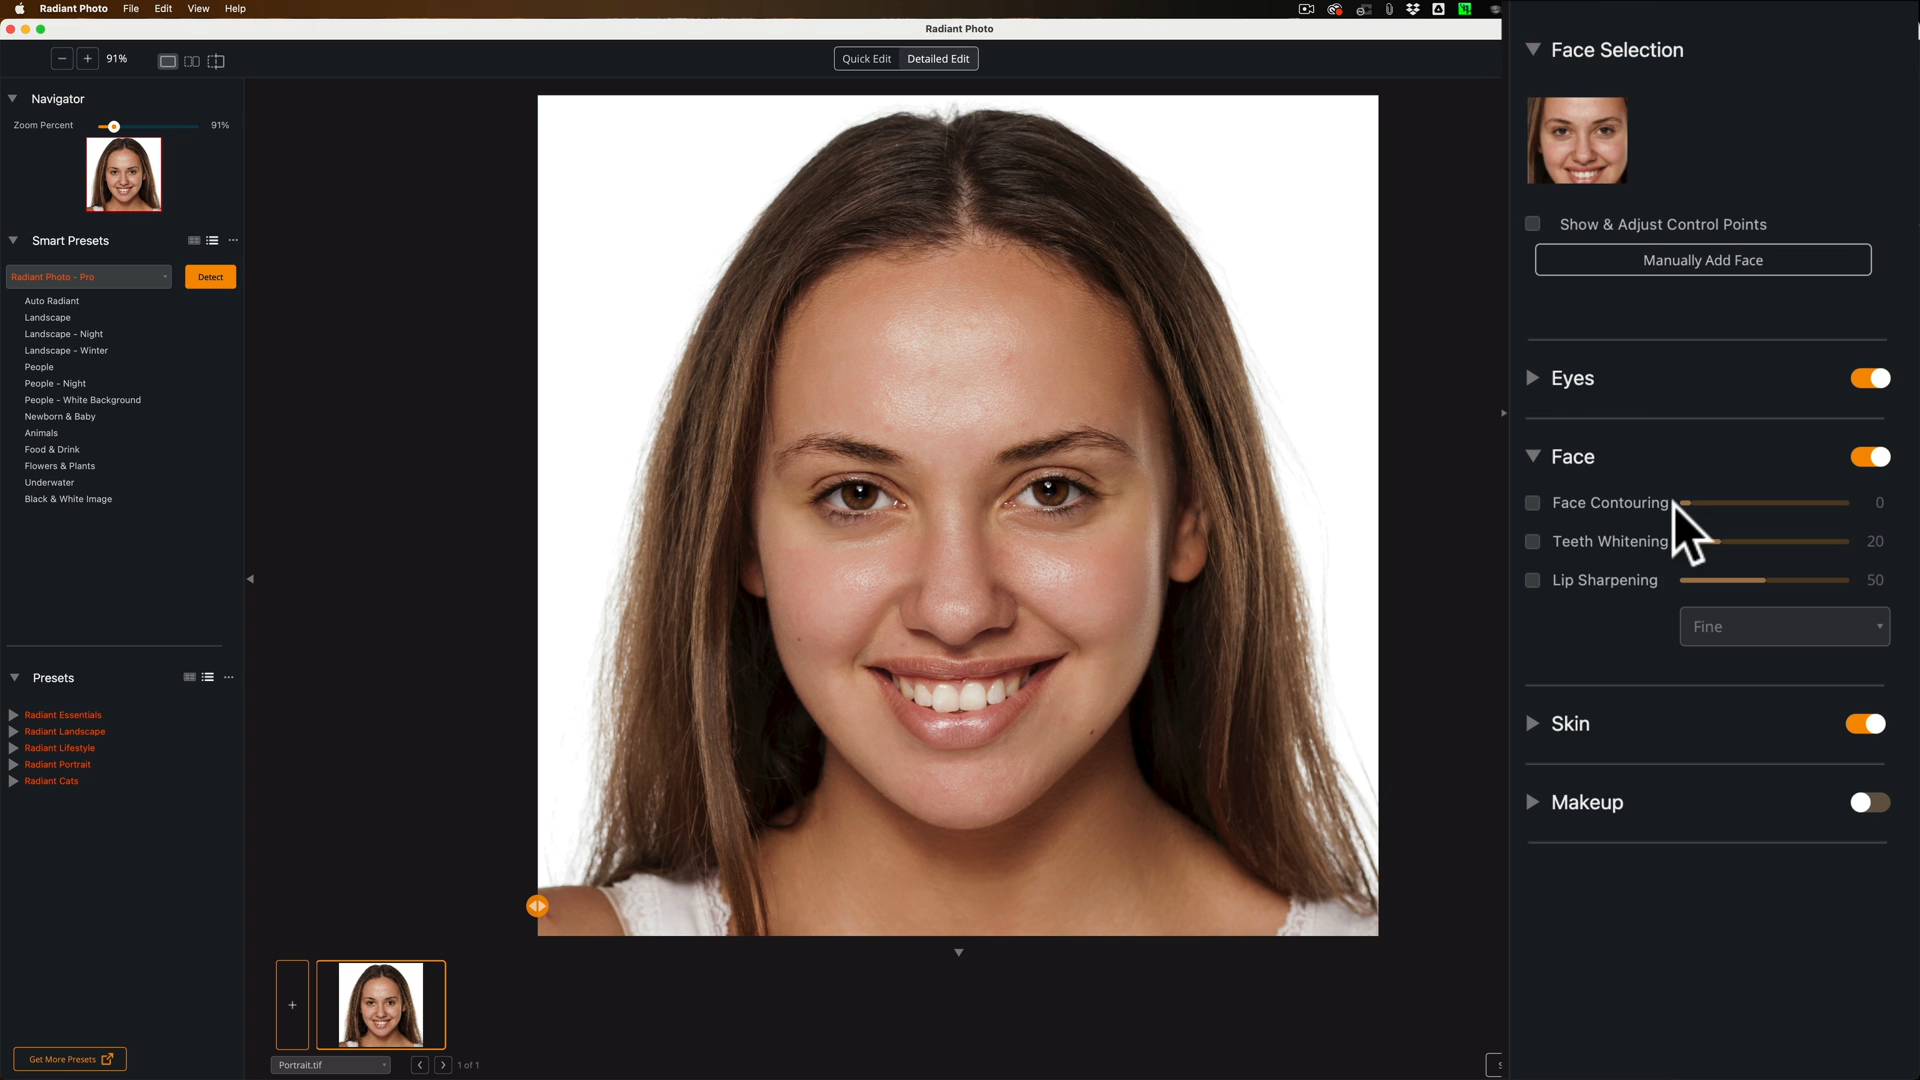 Radiant Photo File Edit View Help
Radiant Photo
91%
Quick Edit Detailed Edit
Navigator
Zoom Percent 91%
Smart Presets
Radiant Photo - Pro Detect
Auto Radiant
Landscape
Landscape - Night
Landscape - Winter
People
People - Night
People - White Background
Newborn & Baby
Animals
Food & Drink
Flowers & Plants
Underwater
Black & White Image
Presets
Radiant Essentials
Radiant Landscape
Radiant Lifestyle
Radiant Portrait
Radiant Cats
Get More Presets
Portrait.tif
1 of 1
Face Selection
Show & Adjust Control Points
Manually Add Face
Eyes
Face
Face Contouring 0
Teeth Whitening 20
Lip Sharpening 50
Fine
Skin
Makeup